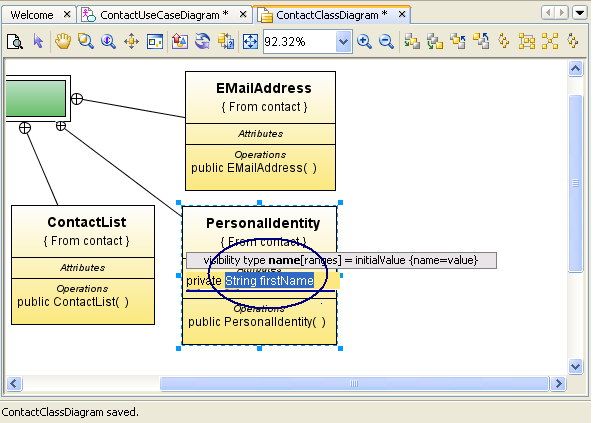 Welcome × ContactUseCaseDiagram * × ContactClassDiagram * ×
92.32%
EMailAddress
{ From contact }
Attributes
Operations
public EMailAddress( )
ContactList
{ From contact }
Attributes
Operations
public ContactList( )
PersonalIdentity
{ From contact }
visibility type name[ranges] = initialValue {name=value}
Attributes
private String firstName
Operations
public PersonalIdentity( )
ContactClassDiagram saved.